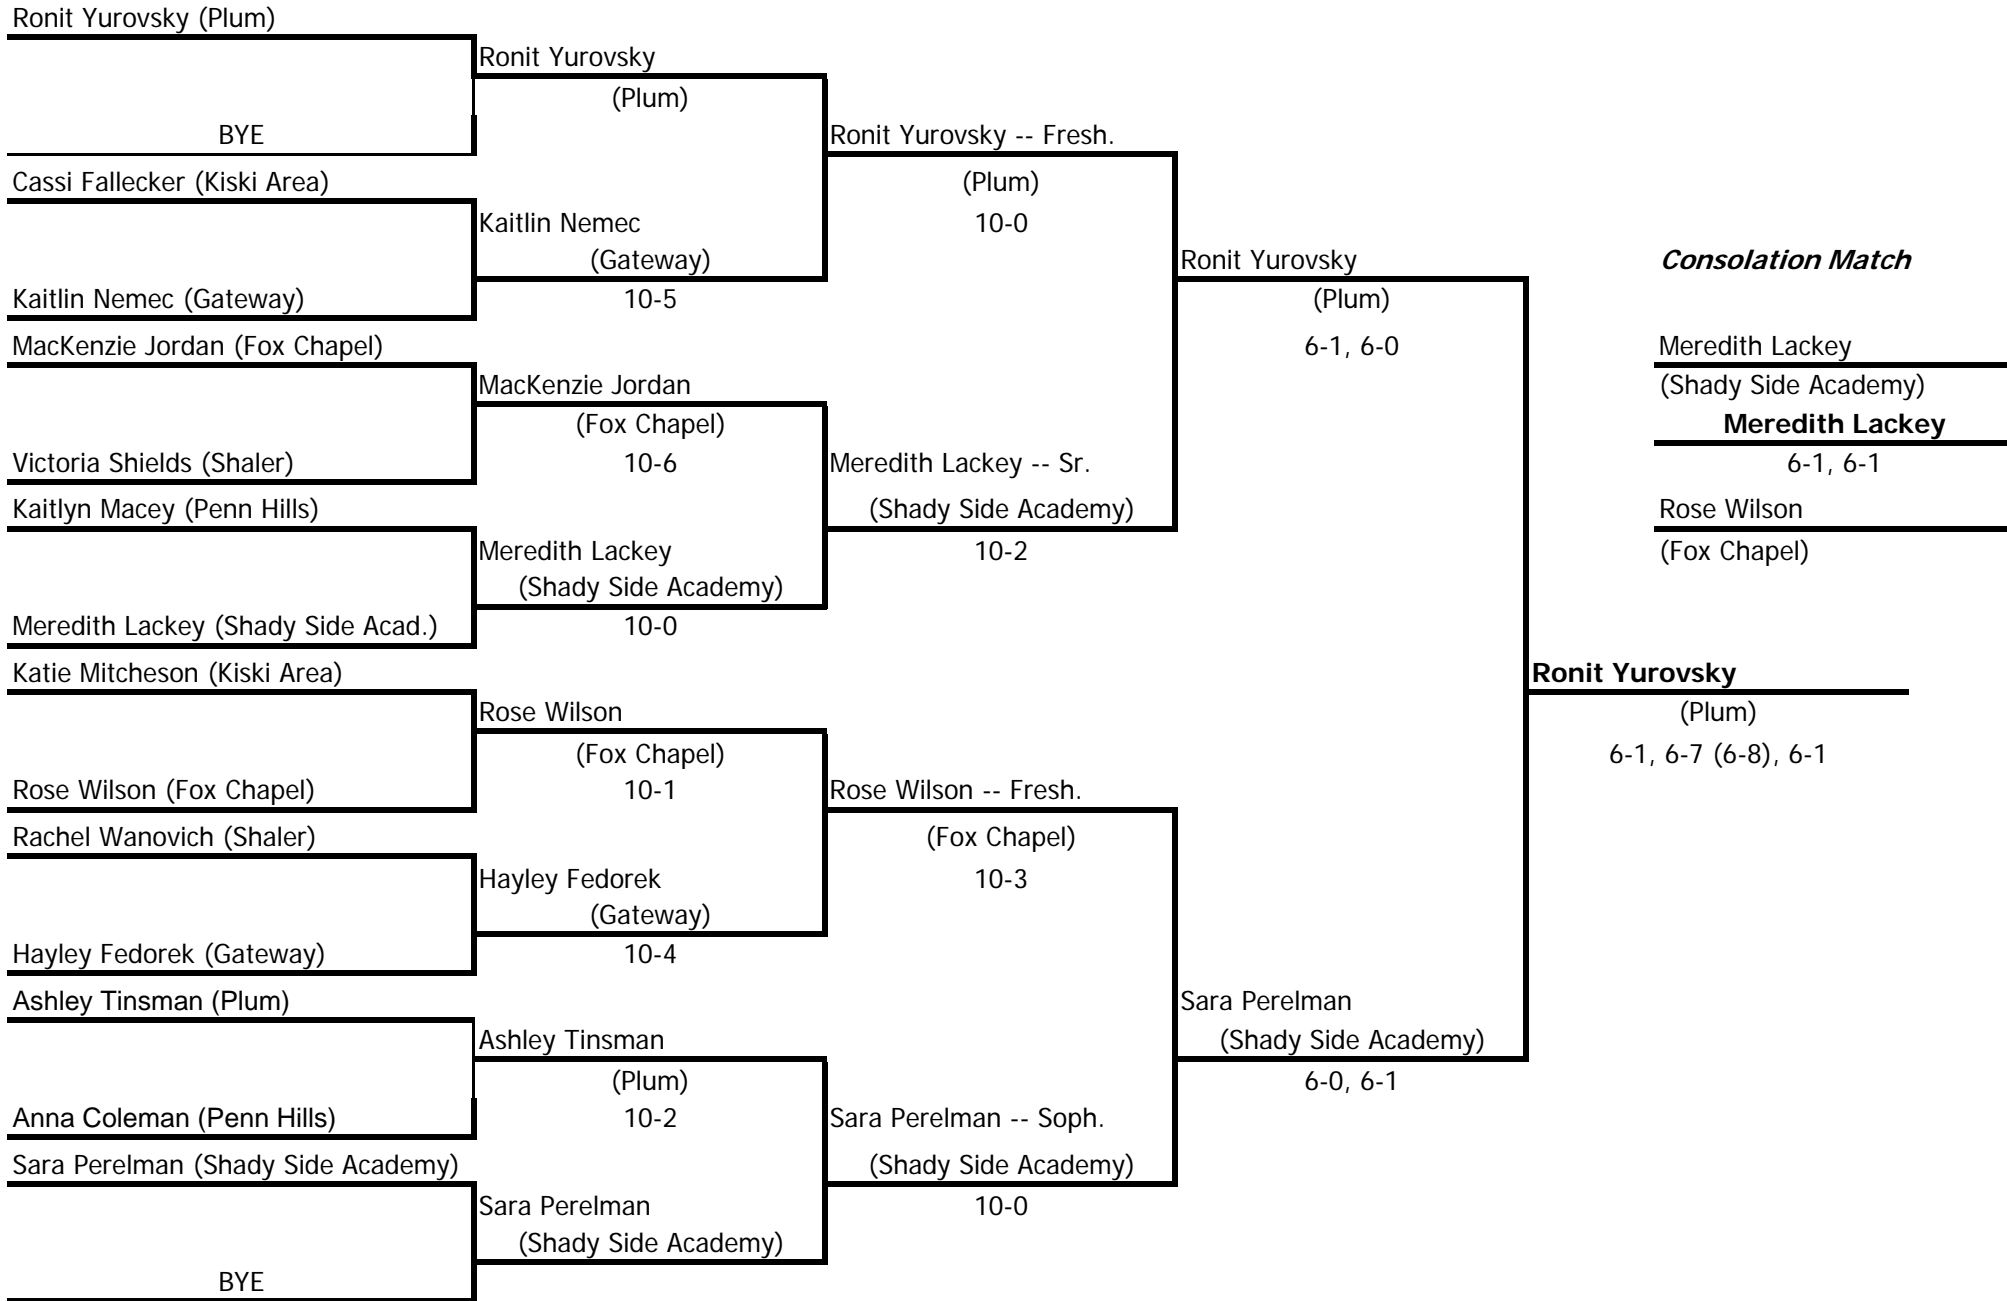 Ronit Yurovsky (Plum)
Ronit Yurovsky
(Plum)
BYE
Ronit Yurovsky -- Fresh.
Cassi Fallecker (Kiski Area)
(Plum)
Kaitlin Nemec
10-0
(Gateway)
Ronit Yurovsky
Consolation Match
Kaitlin Nemec (Gateway)
10-5
(Plum)
MacKenzie Jordan (Fox Chapel)
6-1, 6-0
Meredith Lackey
MacKenzie Jordan
(Shady Side Academy)
(Fox Chapel)
Meredith Lackey
Victoria Shields (Shaler)
10-6
Meredith Lackey -- Sr.
6-1, 6-1
Kaitlyn Macey (Penn Hills)
(Shady Side Academy)
Rose Wilson
Meredith Lackey
10-2
(Fox Chapel)
(Shady Side Academy)
Meredith Lackey (Shady Side Acad.)
10-0
Katie Mitcheson (Kiski Area)
Ronit Yurovsky
Rose Wilson
(Plum)
(Fox Chapel)
6-1, 6-7 (6-8), 6-1
Rose Wilson (Fox Chapel)
10-1
Rose Wilson -- Fresh.
Rachel Wanovich (Shaler)
(Fox Chapel)
Hayley Fedorek
10-3
(Gateway)
Hayley Fedorek (Gateway)
10-4
Ashley Tinsman (Plum)
Sara Perelman
Ashley Tinsman
(Shady Side Academy)
(Plum)
6-0, 6-1
Anna Coleman (Penn Hills)
10-2
Sara Perelman -- Soph.
Sara Perelman (Shady Side Academy)
(Shady Side Academy)
Sara Perelman
10-0
(Shady Side Academy)
BYE